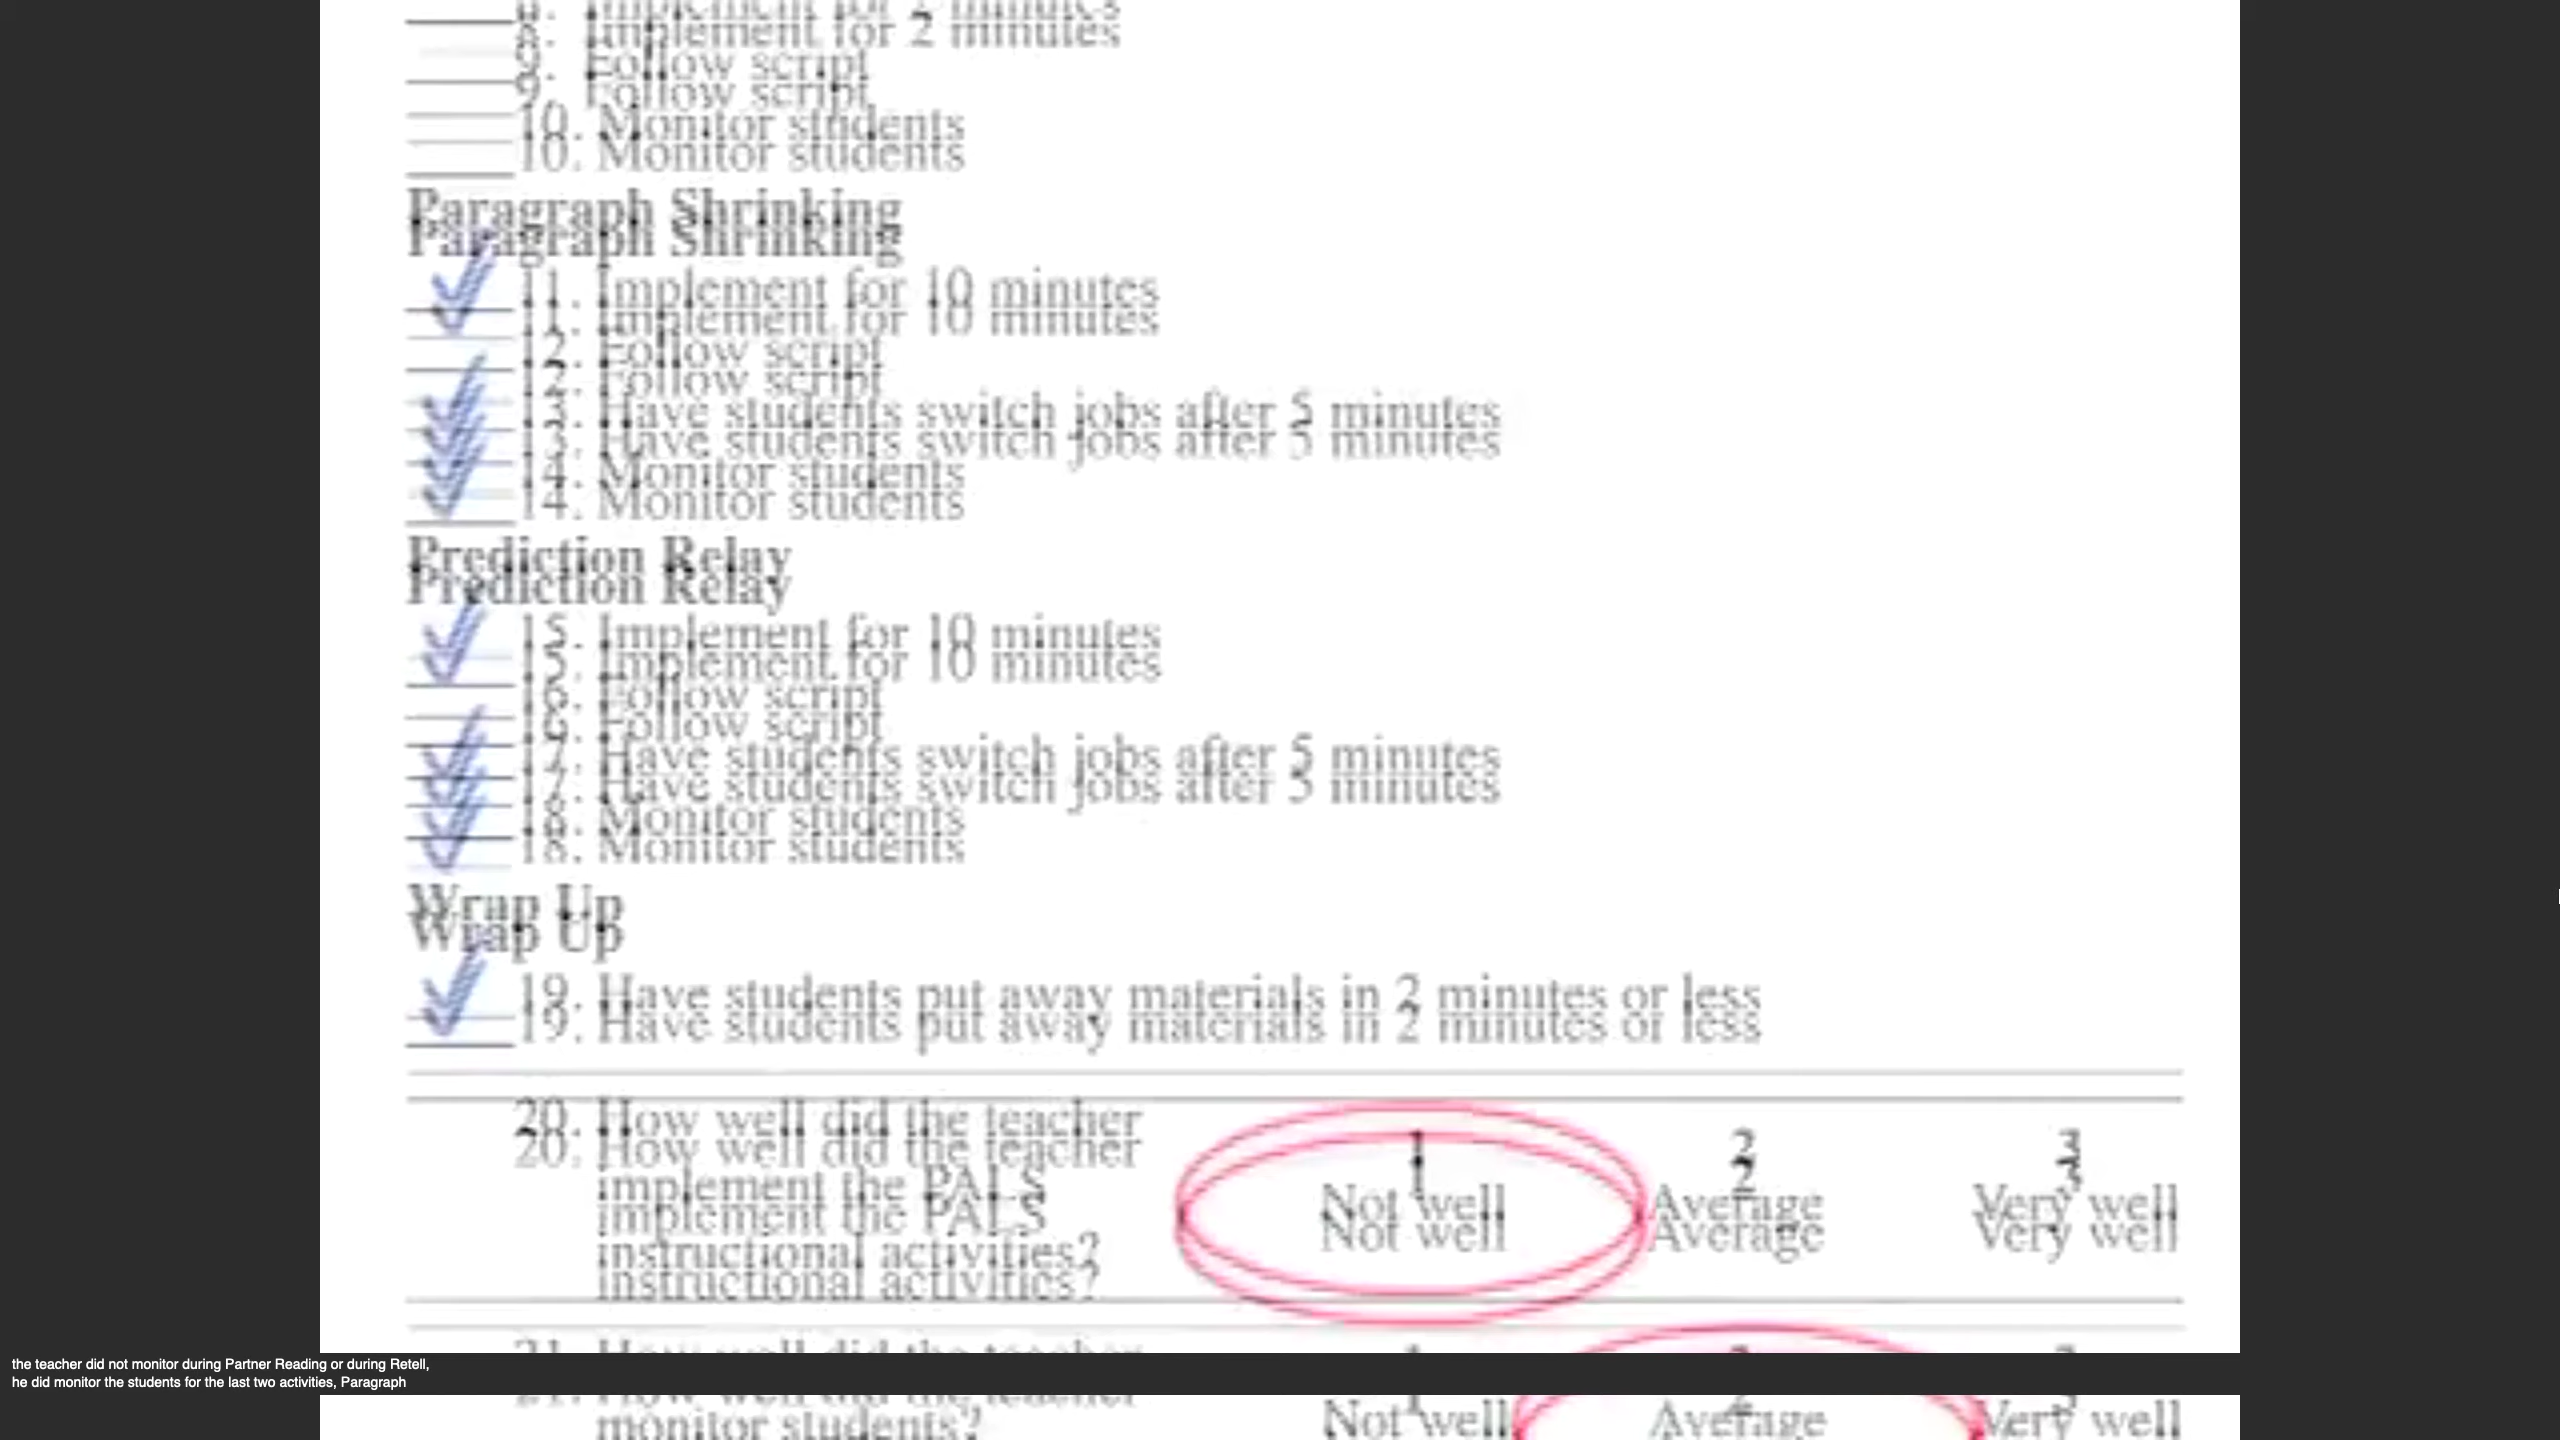 8. Implement for 2 minutes
9. Follow script
10. Monitor students
Paragraph Shrinking
11. Implement for 10 minutes
12. Follow script
13. Have students switch jobs after 5 minutes
14. Monitor students
Prediction Relay
15. Implement for 10 minutes
16. Follow script
17. Have students switch jobs after 5 minutes
18. Monitor students
Wrap Up
19. Have students put away materials in 2 minutes or less
20. How well did the teacher implement the PALS instructional activities?
1 2 3
Not well Average Very well
the teacher did not monitor during Partner Reading or during Retell,
he did monitor the students for the last two activities, Paragraph
21. How well did the teacher
monitor students?
Not well Average Very well